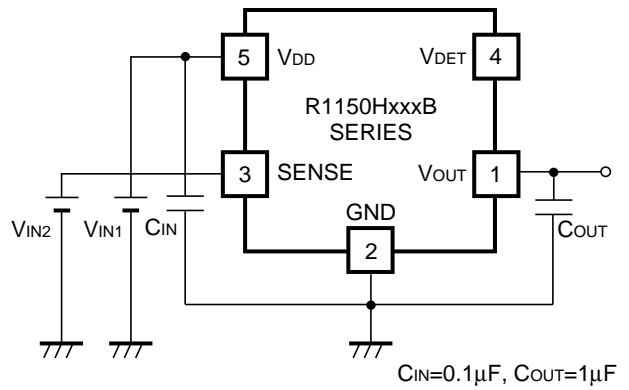 5 VDD VDET 4
R1150HxxxB
SERIES
3 SENSE VOUT 1
GND
VIN2 VIN1 CIN 2 COUT
CIN=0.1μF, COUT=1μF